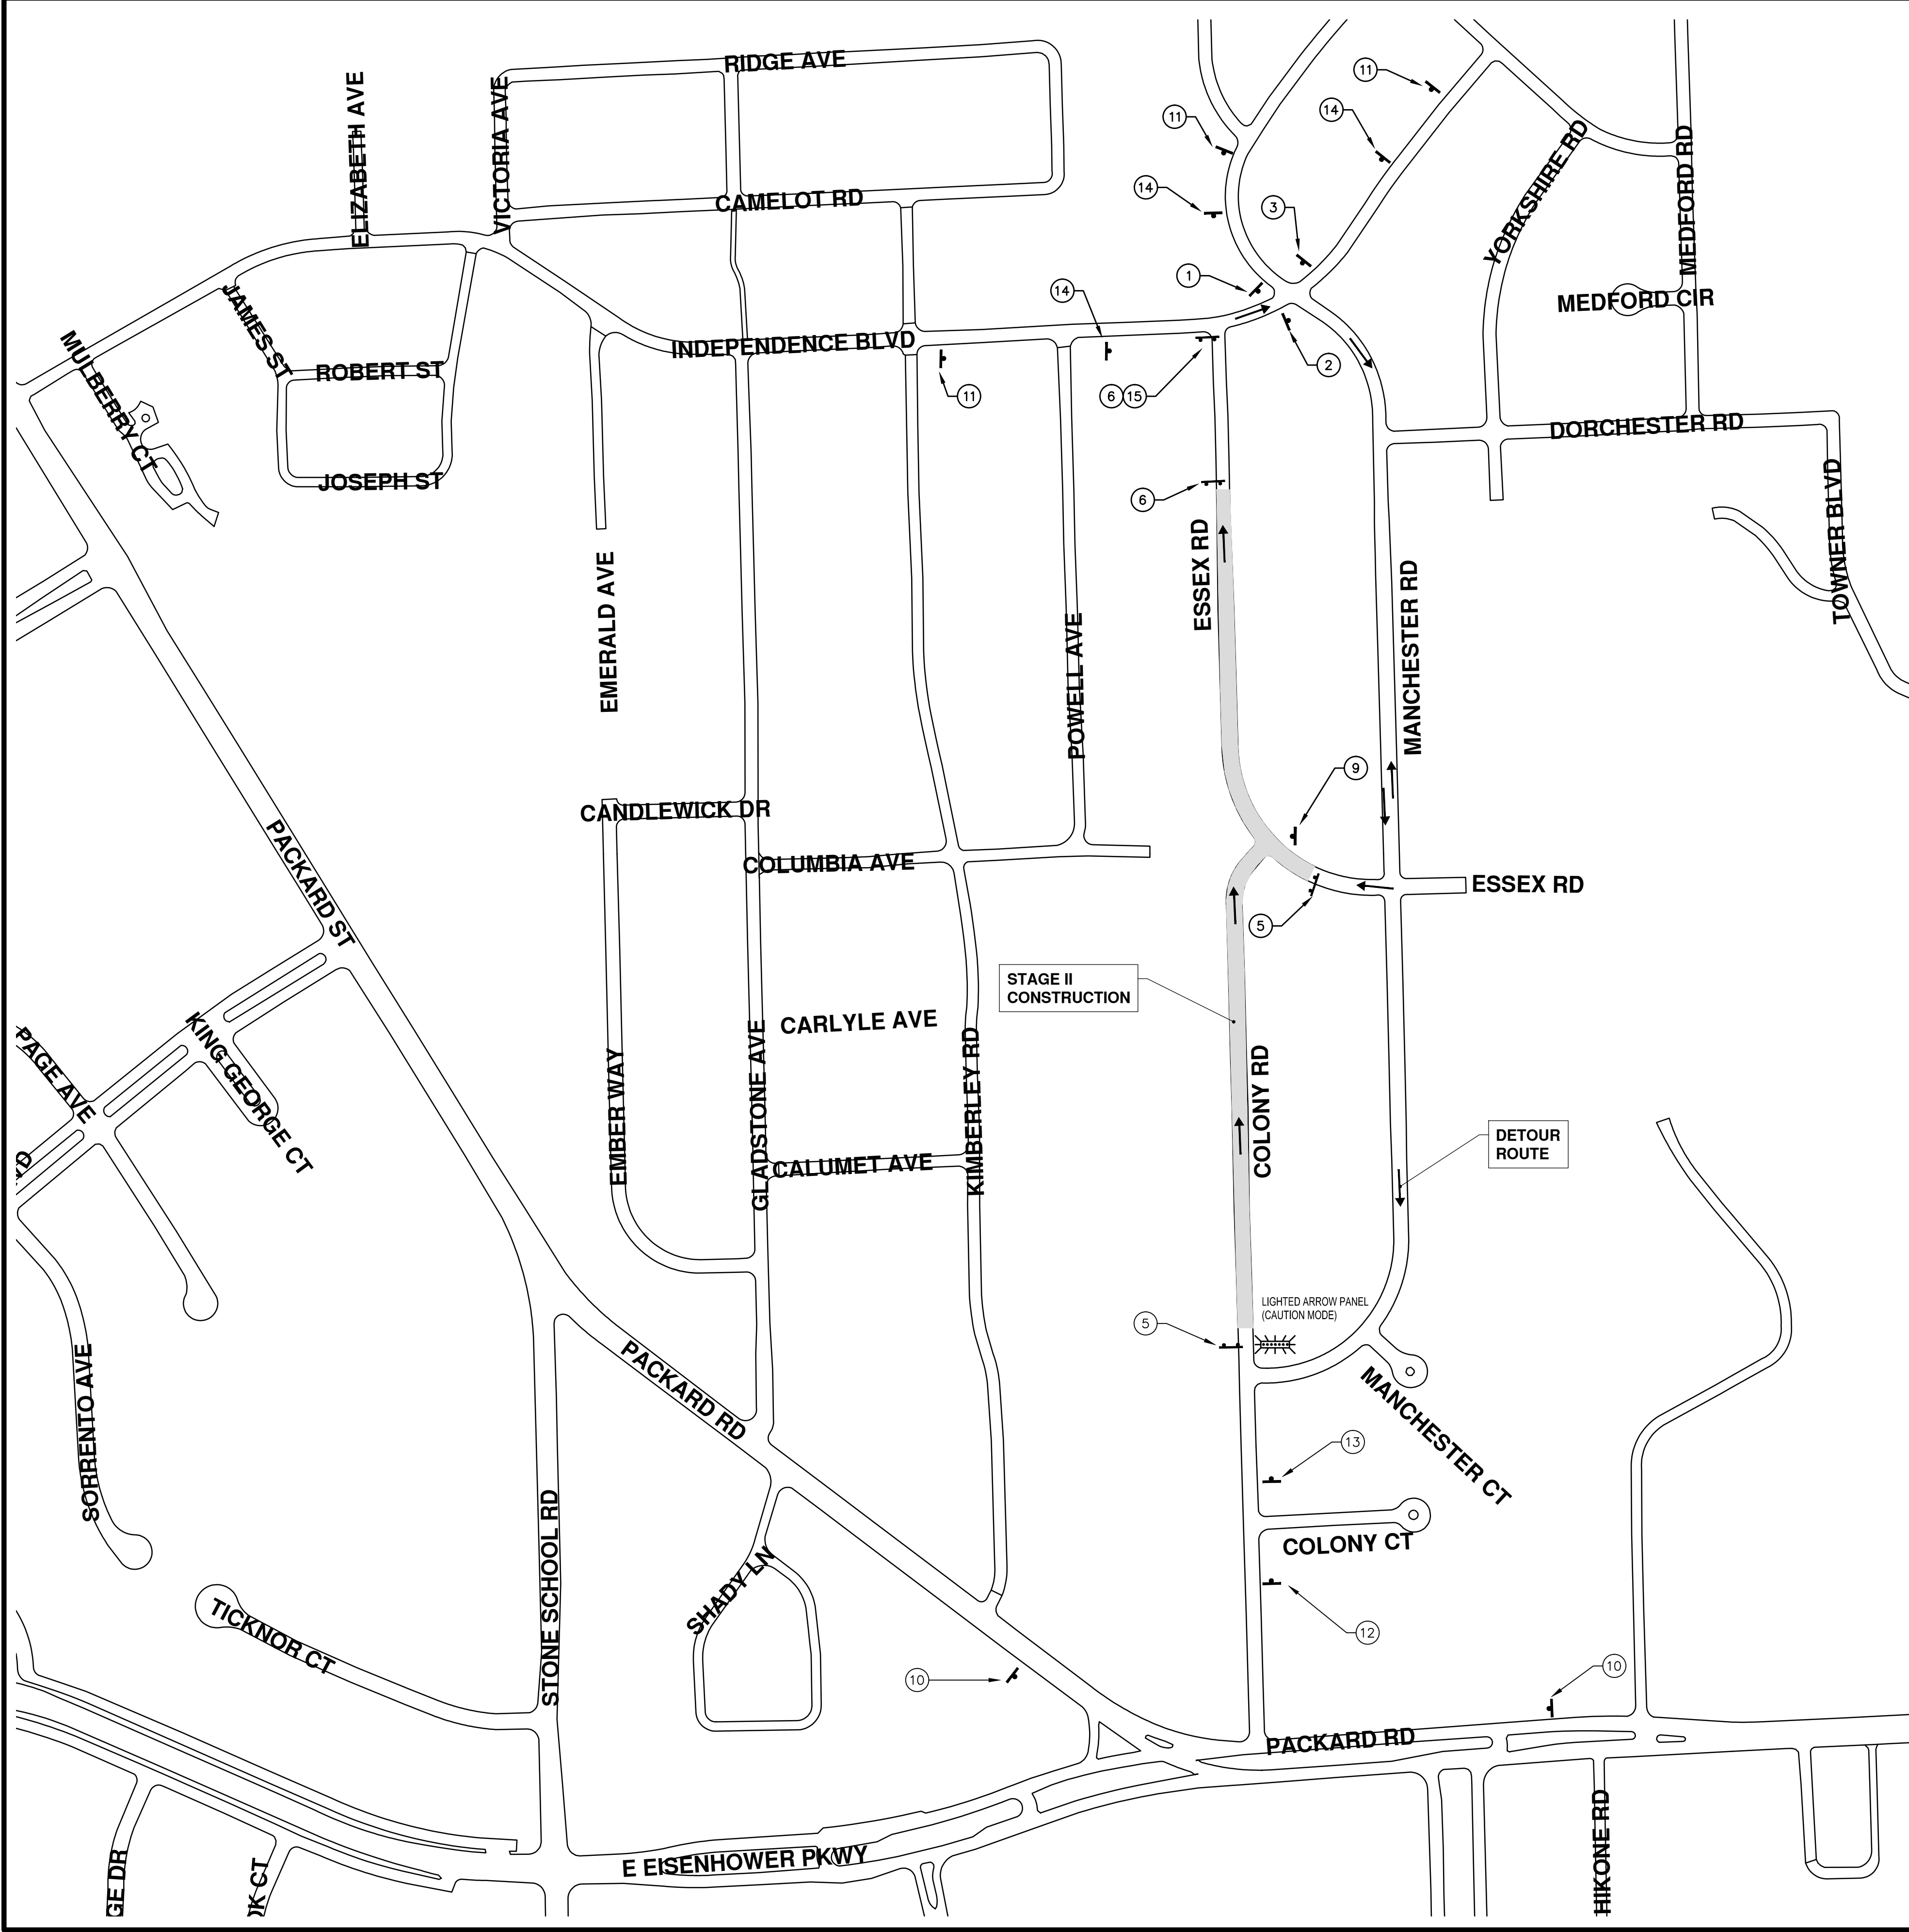 RIDGE AVE
ELIZABETH AVE
VICTORIA AVE
CAMELOT RD
11
14
11
14
3
1
14
2
6 15
11
6
YORKSHIRE RD
MEDFORD RD
MEDFORD CIR
JAMES ST
MULBERRY CT
ROBERT ST
JOSEPH ST
INDEPENDENCE BLVD
DORCHESTER RD
TOWNER BLVD
EMERALD AVE
ESSEX RD
POWELL AVE
MANCHESTER RD
9
CANDLEWICK DR
COLUMBIA AVE
PACKARD ST
ESSEX RD
5
STAGE II
CONSTRUCTION
CARLYLE AVE
PAGE AVE
KING GEORGE CT
EMBER WAY
GLADSTONE AVE
KIMBERLEY RD
COLONY RD
CALUMET AVE
DETOUR
ROUTE
RD
LIGHTED ARROW PANEL
(CAUTION MODE)
5
PACKARD RD
SORRENTO AVE
MANCHESTER CT
13
COLONY CT
STONE SCHOOL RD
SHADY LN
12
TICKNOR CT
10
10
PACKARD RD
E EISENHOWER PKWY
HIKONE RD
GE DR
OK CT